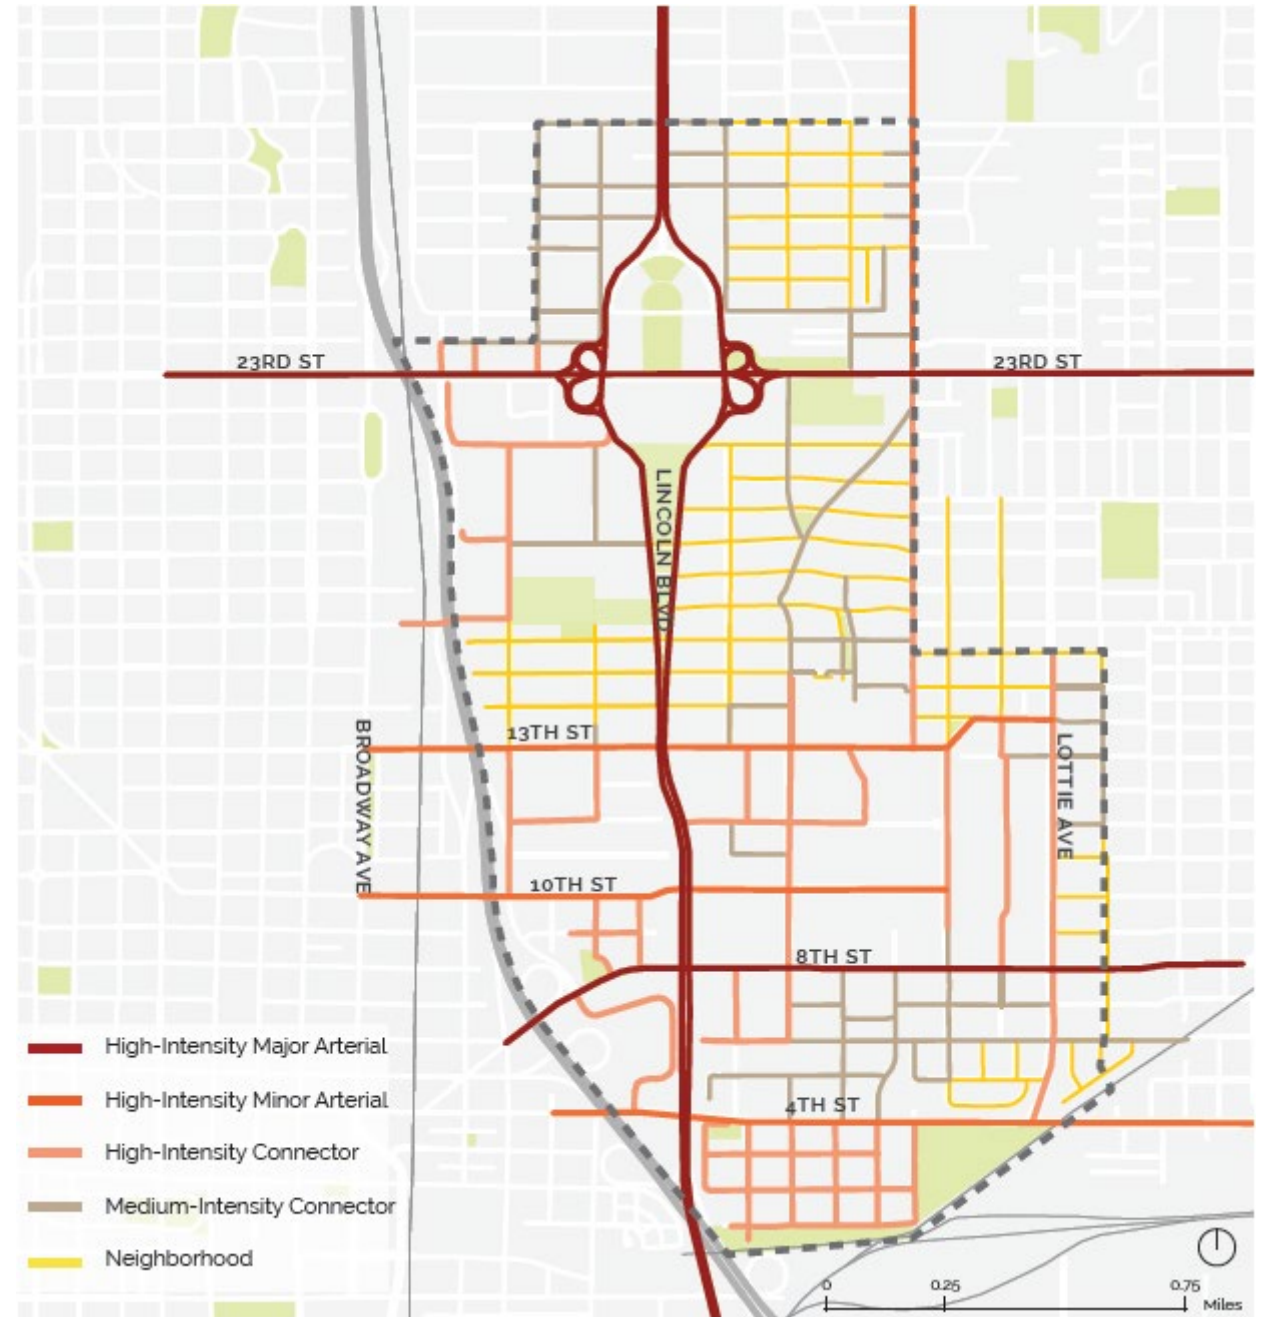 23RD ST
23RD ST
LINCOLN BLVD
13TH ST
BROADWAY AVE
LOTTIE AVE
10TH ST
8TH ST
4TH ST
High-Intensity Major Arterial
High-Intensity Minor Arterial
High-Intensity Connector
Medium-Intensity Connector
Neighborhood
0 0.25 0.75
Miles